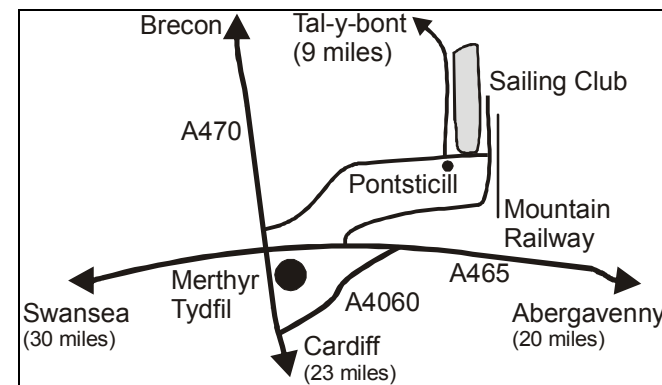 Brecon
Tal-y-bont
(9 miles)
Sailing Club
A470
Pontsticill
Mountain
Railway
Merthyr
Tydfil
A465
A4060
Swansea
(30 miles)
Abergavenny
(20 miles)
Cardiff
(23 miles)